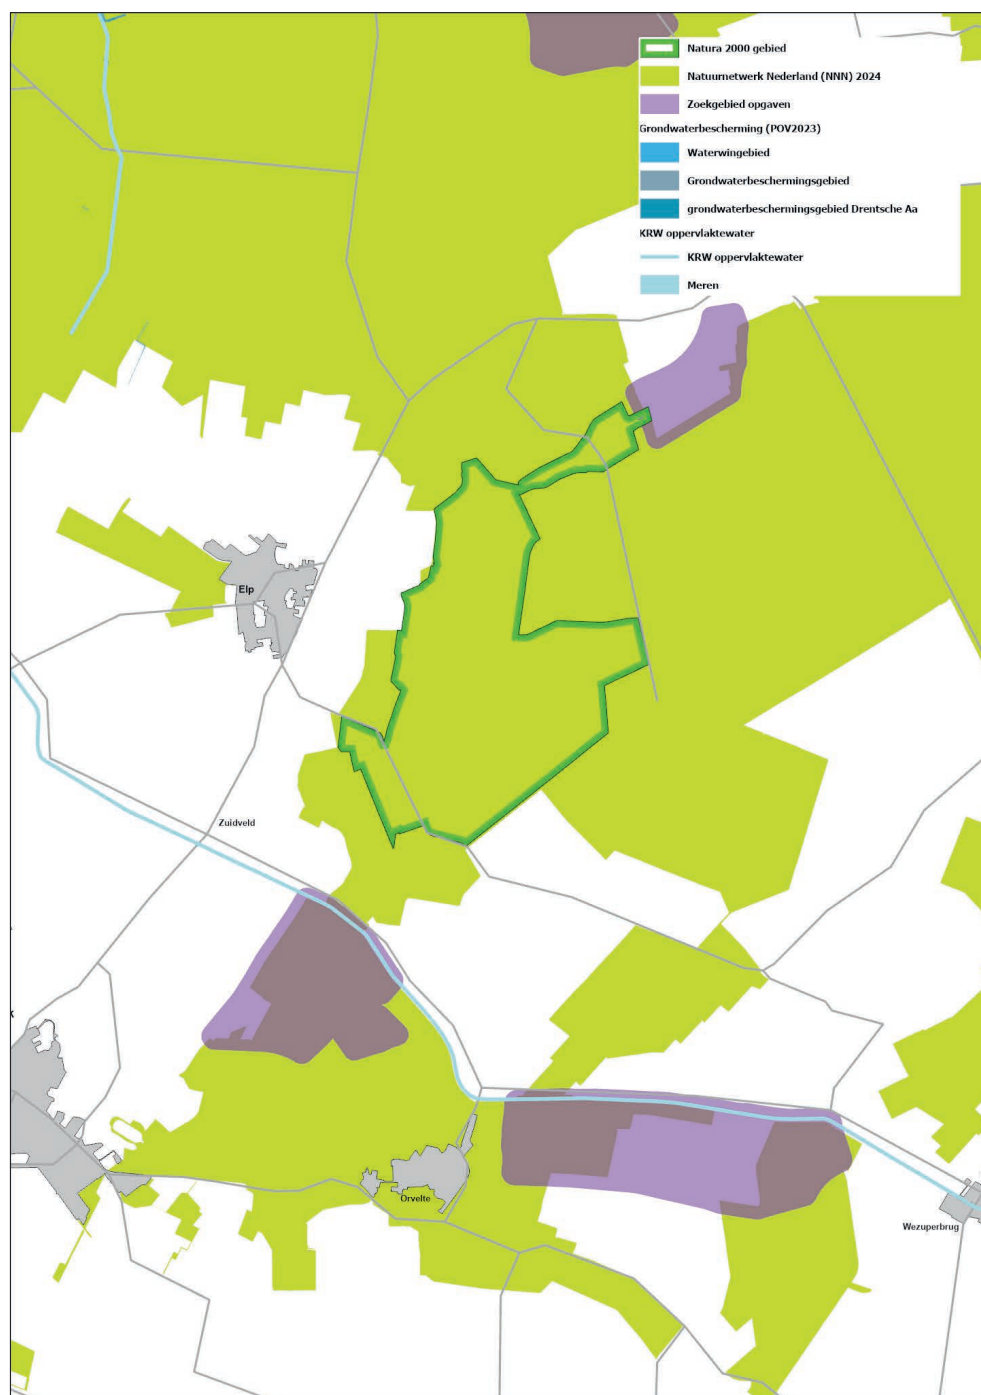 Natura 2000 gebied
Natuurnetwerk Nederland (NNN) 2024
Zoekgebied opgaven
Grondwaterbescherming (POV2023)
Waterwingebied
Grondwaterbeschermingsgebied
grondwaterbeschermingsgebied Drentsche Aa
KRW oppervlaktewater
KRW oppervlaktewater
Meren
Elp
Zuidveld
k
Orvelte
Wezuperbrug